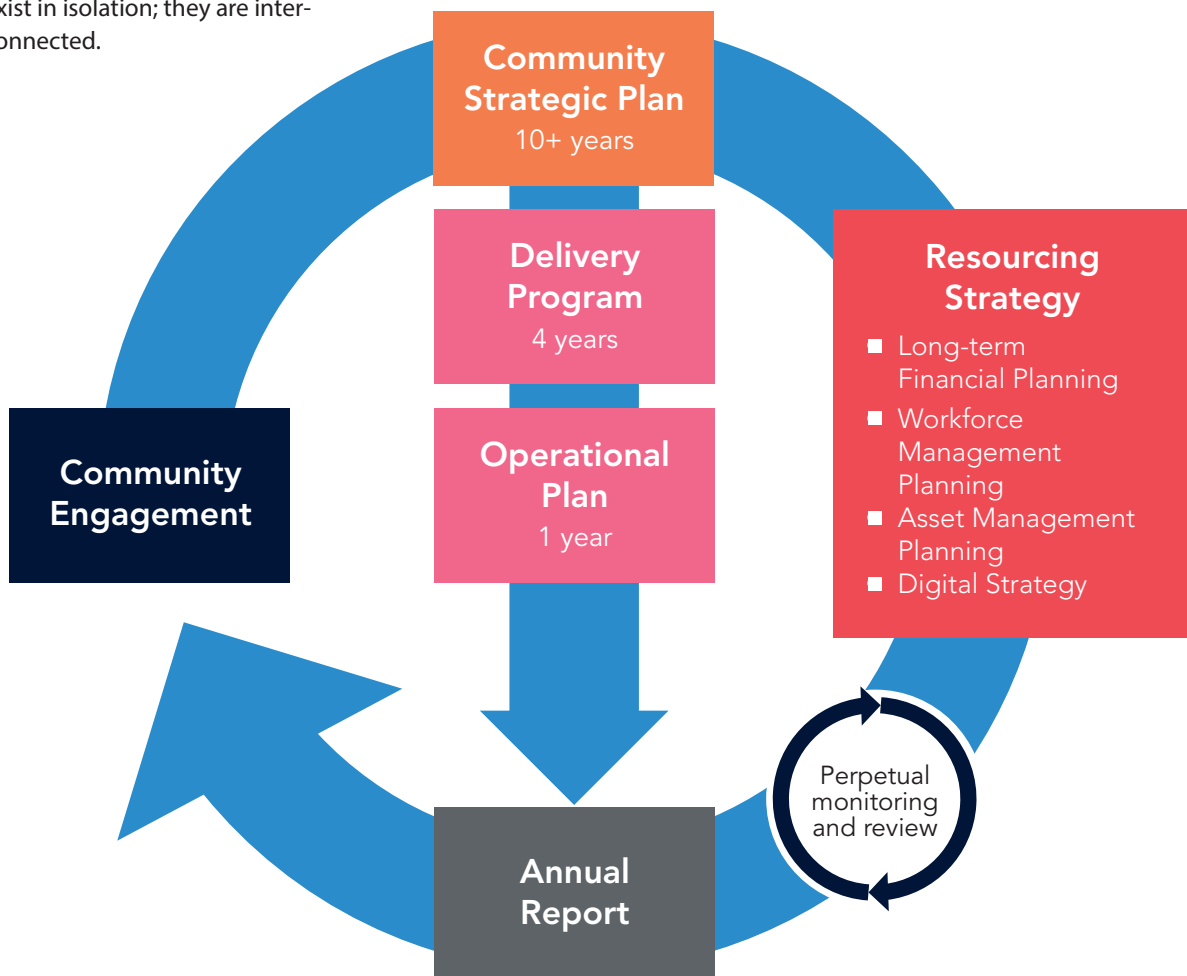 xist in isolation; they are inter-
onnected.
Community
Strategic Plan
10+ years
Delivery
Program
4 years
Resourcing
Strategy
Long-term
Financial Planning
Workforce
Management
Planning
Asset Management
Planning
Digital Strategy
Community
Engagement
Operational
Plan
1 year
Perpetual
monitoring
and review
Annual
Report